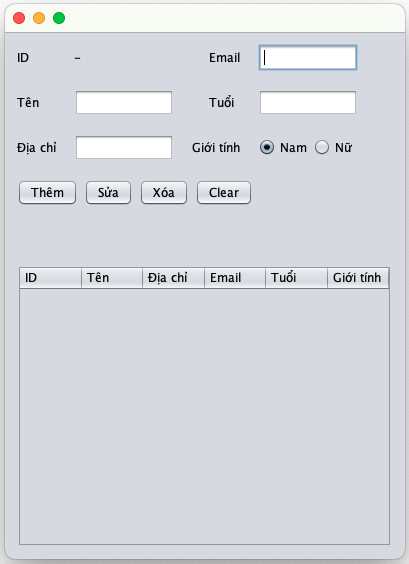 ID - Email
Tên Tuổi
Địa chỉ Giới tính Nam Nữ
Thêm Sửa Xóa Clear
ID Tên Địa chỉ Email Tuổi Giới tính